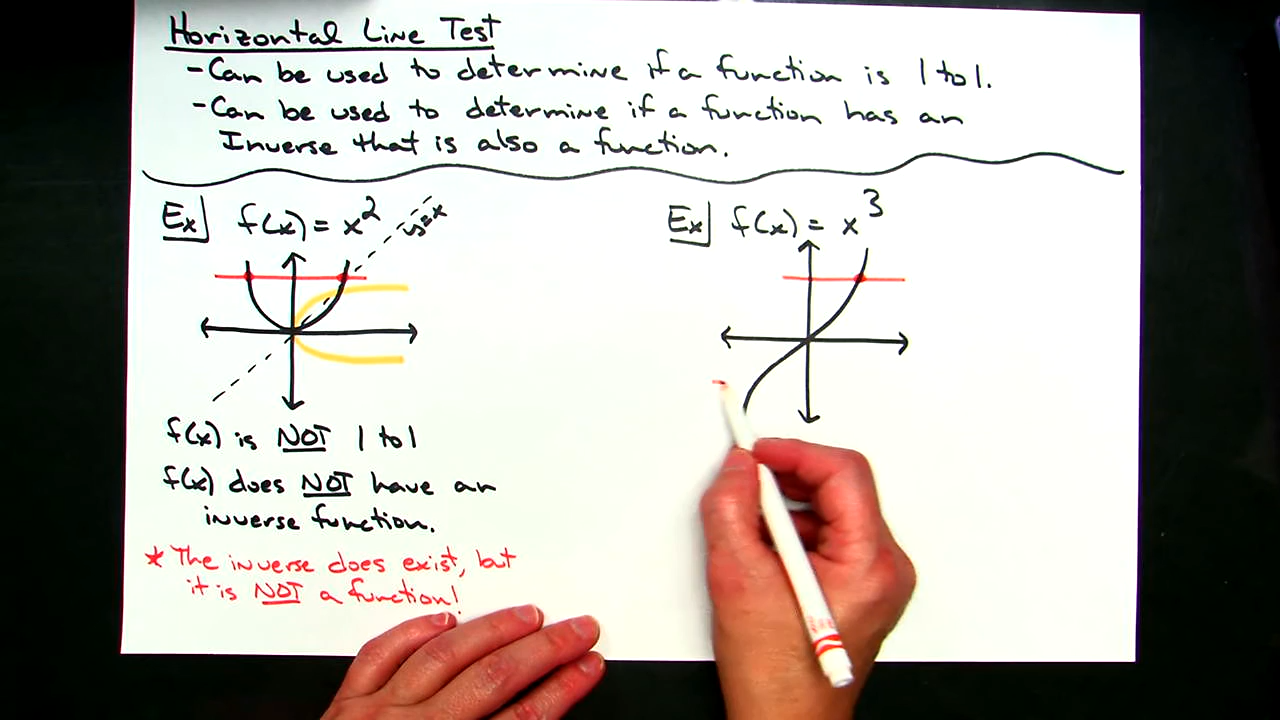 Horizontal Line Test
- Can be used to determine if a function is 1 to 1.
- Can be used to determine if a function has an
Inverse that is also a function.
Ex f(x) = x²
y=x
f(x) is NOT 1 to 1
f(x) does NOT have an
inverse function.
* The inverse does exist, but
it is NOT a function!
Ex f(x) = x³